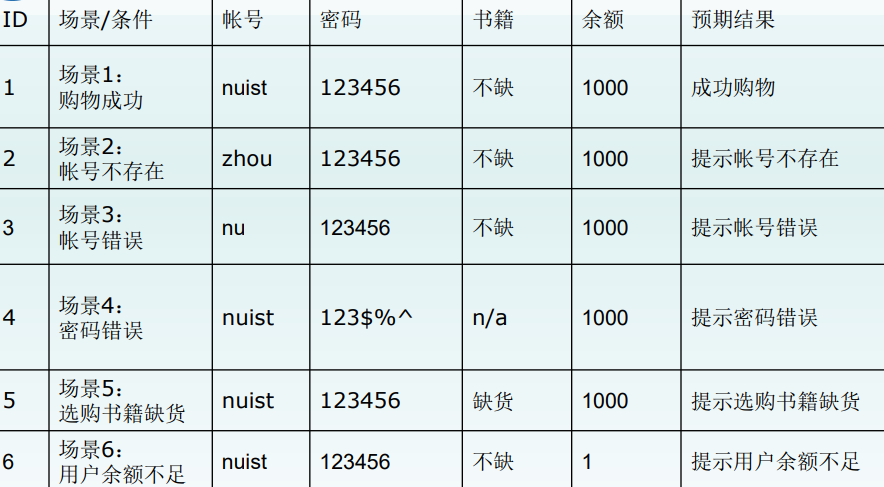 ID 场景/条件 帐号 密码 书籍 余额 预期结果
1 场景1：
购物成功 nuist 123456 不缺 1000 成功购物
2 场景2：
帐号不存在 zhou 123456 不缺 1000 提示帐号不存在
3 场景3：
帐号错误 nu 123456 不缺 1000 提示帐号错误
4 场景4：
密码错误 nuist 123$%^ n/a 1000 提示密码错误
5 场景5：
选购书籍缺货 nuist 123456 缺货 1000 提示选购书籍缺货
6 场景6：
用户余额不足 nuist 123456 不缺 1 提示用户余额不足